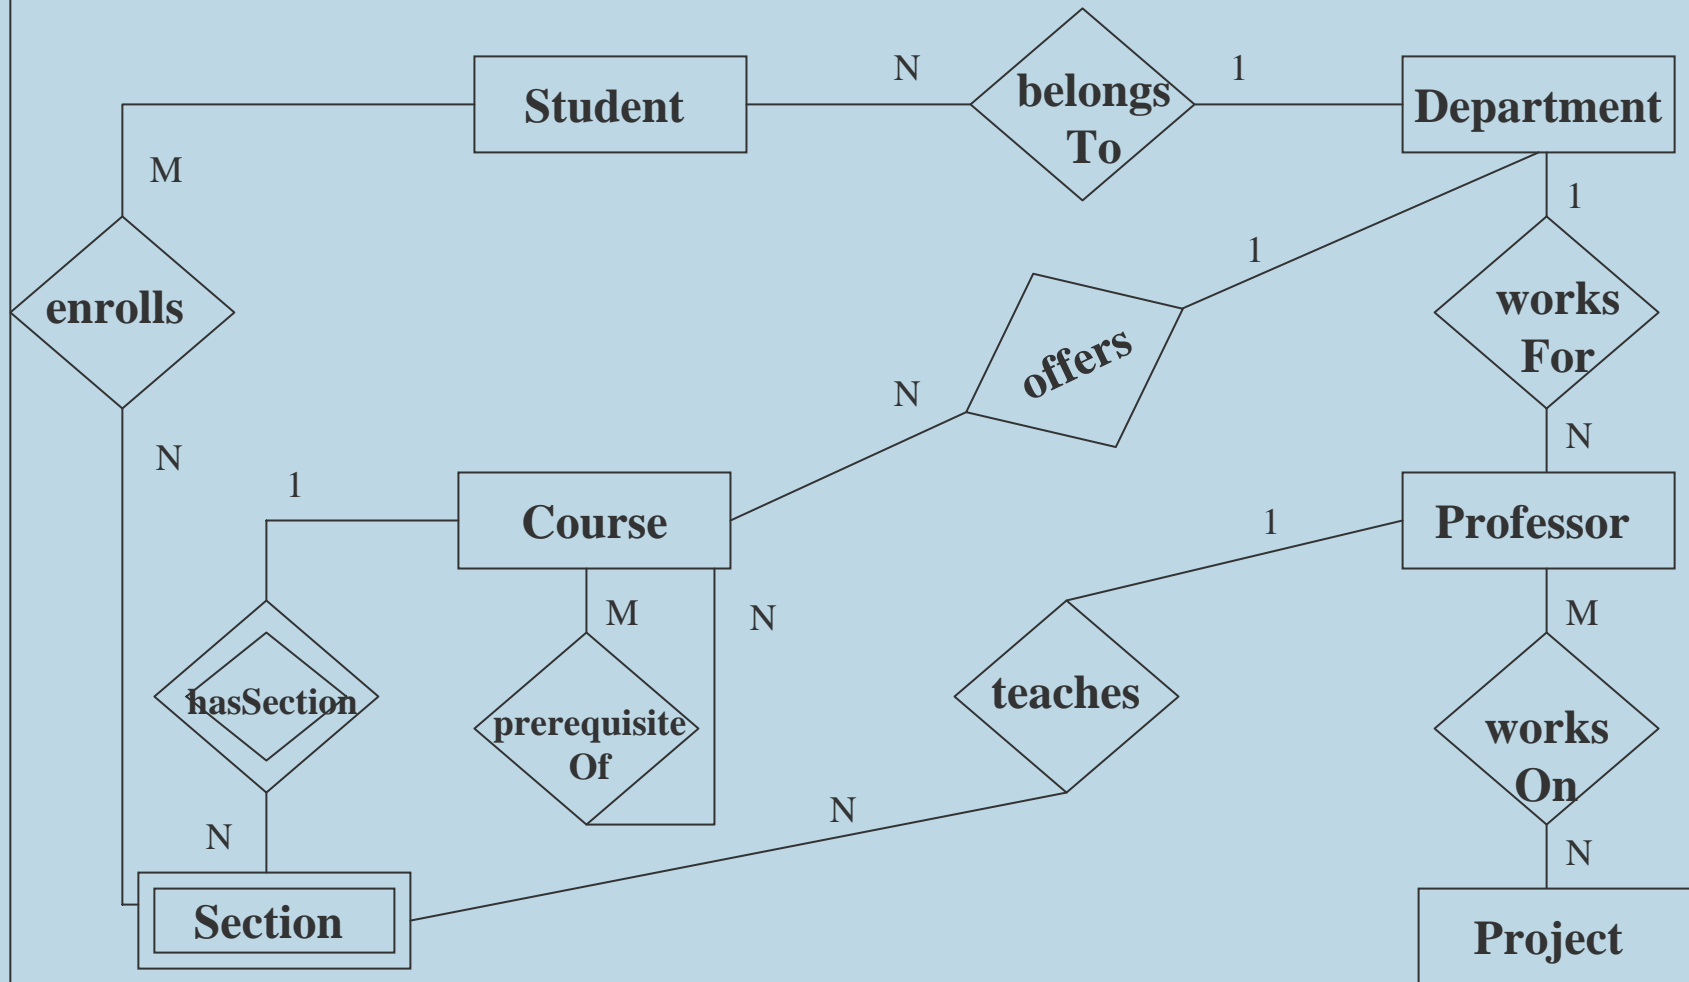 N
1
Student
belongs
To
Department
M
1
1
enrolls
offers
works
For
N
N
N
1
Course
1
Professor
M
N
M
hasSection
prerequisite
Of
teaches
works
On
N
N
N
Section
Project